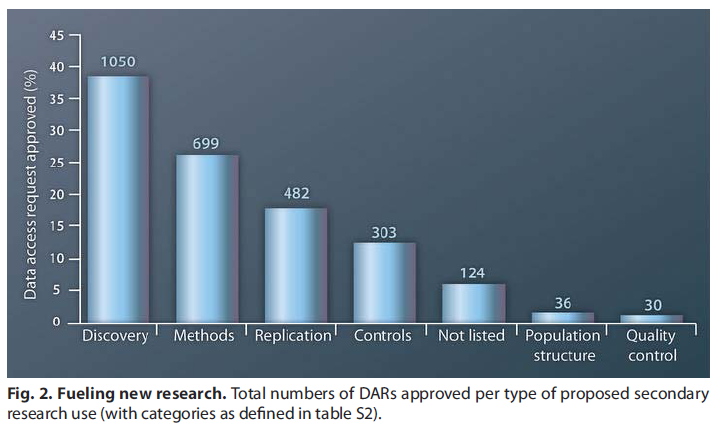 Data access request approved (%)
45
40
35
30
25
20
15
10
5
0
1050
699
482
303
124
36
30
Discovery
Methods
Replication
Controls
Not listed
Population
structure
Quality
control
Fig. 2. Fueling new research. Total numbers of DARs approved per type of proposed secondary
research use (with categories as defined in table S2).